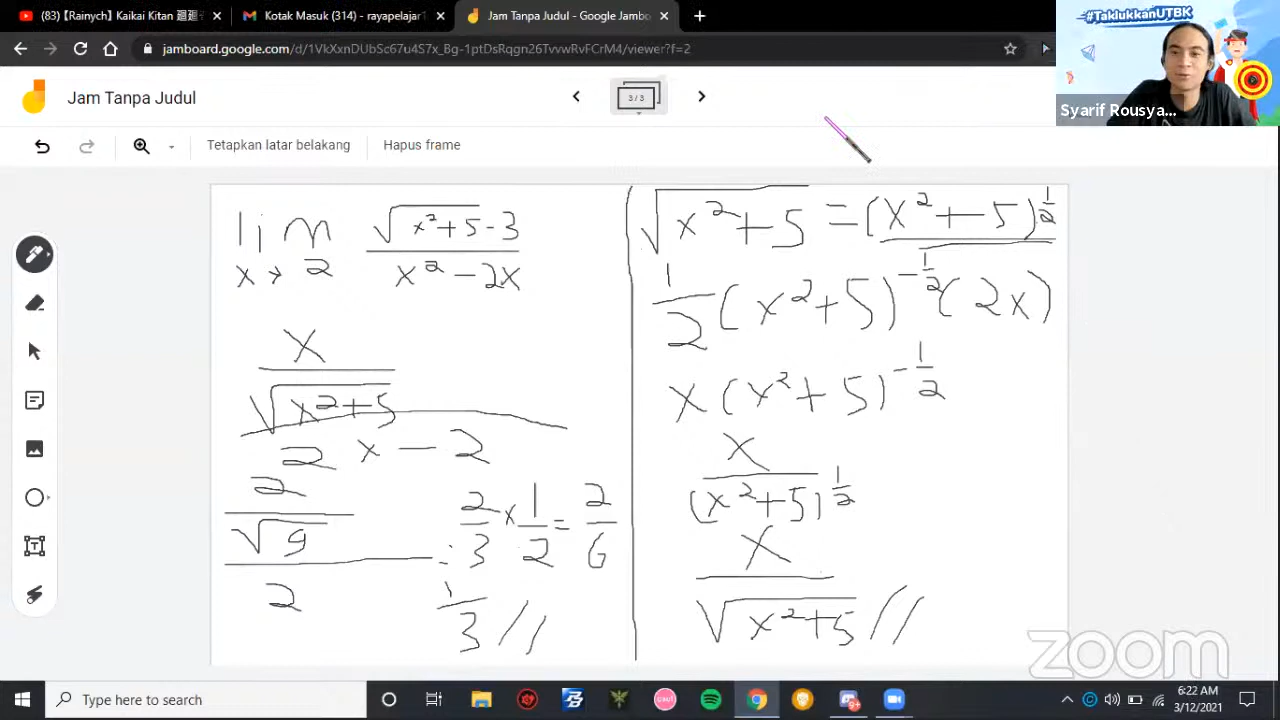 (83) [Rainych] Kaikai Kitan 廻廻
Kotak Masuk (314) - rayapelajar1
Jam Tanpa Judul - Google Jambo
jamboard.google.com/d/1VkXxnDUbSc67u4S7x_Bg-1ptDsRqgn26TvvwRvFCrM4/viewer?f=2
#TaklukkanUTBK
Syarif Rousya...
Jam Tanpa Judul
3 / 3
Tetapkan latar belakang
Hapus frame
lim x→2 (√(x²+5) - 3)/(x² - 2x)
x/√(x²+5)
2x - 2
2/√9
2
2/3 × 1/2 = 2/6
= 1/3 //
√(x²+5) = (x²+5)^(1/2)
1/2 (x²+5)^(-1/2) (2x)
x (x²+5)^(-1/2)
x/(x²+5)^(1/2)
x/√(x²+5) //
zoom
Type here to search
6:22 AM
3/12/2021